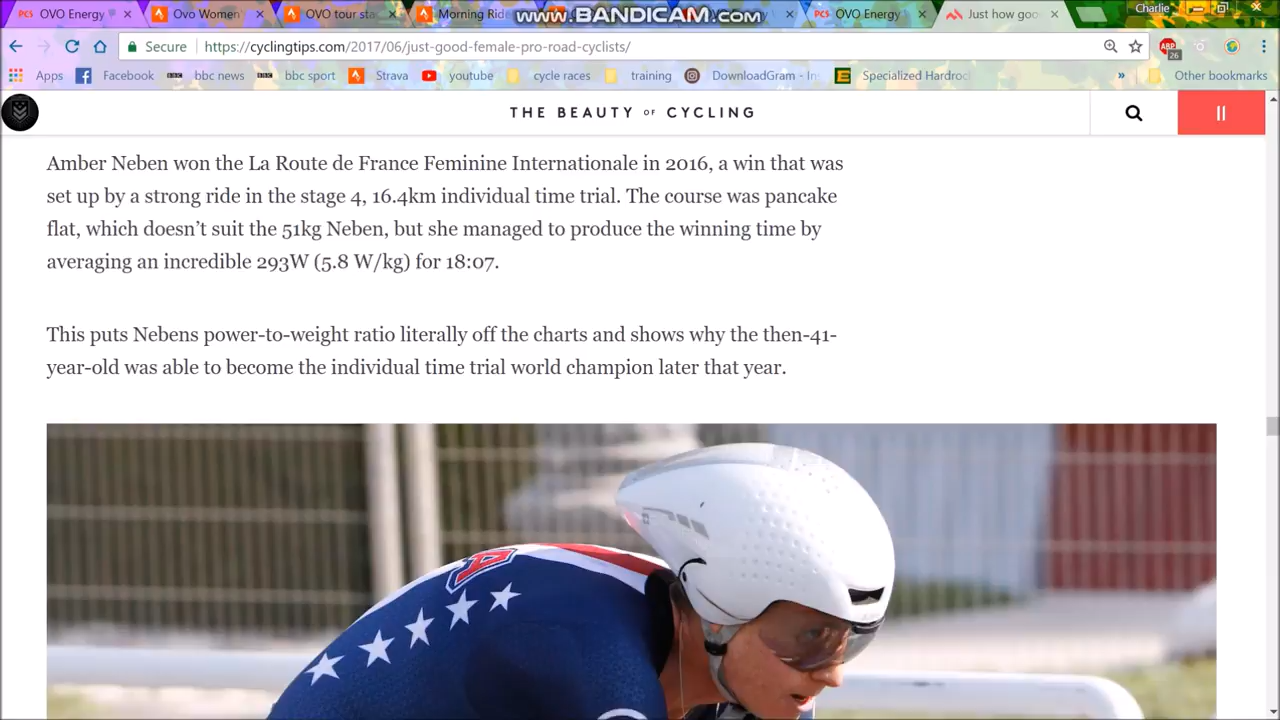 OVO Energy
Ovo Women'
OVO tour sta
Morning Rid
www.BANDICAM.com
OVO Energy
Just how goo
Charlie
Secure
https://cyclingtips.com/2017/06/just-good-female-pro-road-cyclists/
ABP
26
Apps
Facebook
bbc news
bbc sport
Strava
youtube
cycle races
training
DownloadGram - In
Specialized Hardroc
»
Other bookmarks
THE BEAUTY OF CYCLING
Amber Neben won the La Route de France Feminine Internationale in 2016, a win that was
set up by a strong ride in the stage 4, 16.4km individual time trial. The course was pancake
flat, which doesn’t suit the 51kg Neben, but she managed to produce the winning time by
averaging an incredible 293W (5.8 W/kg) for 18:07.
This puts Nebens power-to-weight ratio literally off the charts and shows why the then-41-
year-old was able to become the individual time trial world champion later that year.
A